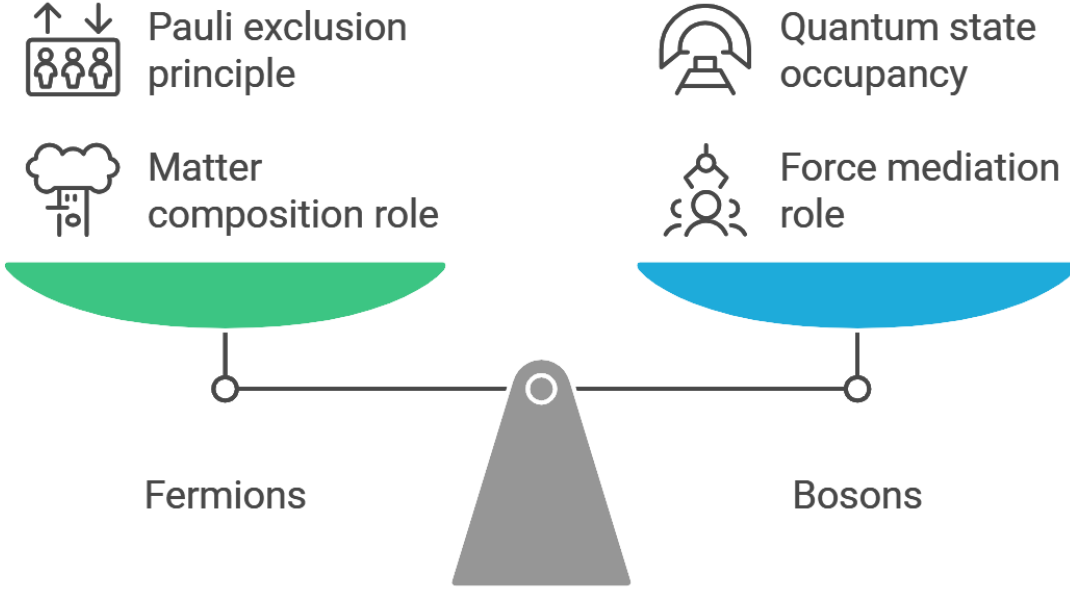 Pauli exclusion
principle
Matter
composition role
Quantum state
occupancy
Force mediation
role
Fermions
Bosons